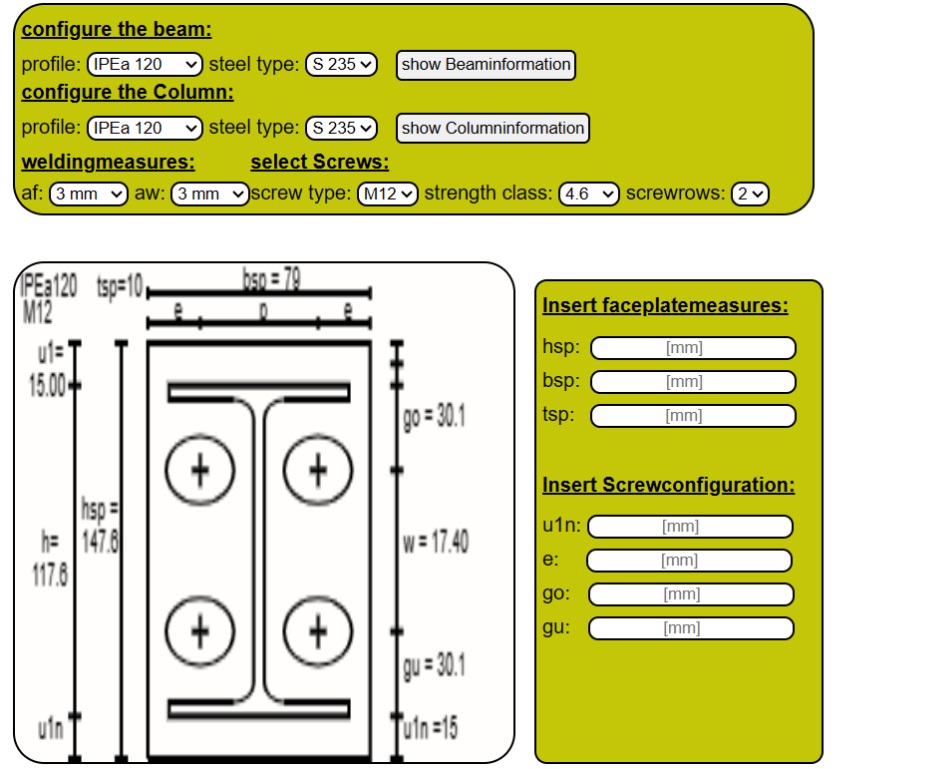 configure the beam:
profile: IPEa 120 steel type: S 235 show Beaminformation
configure the Column:
profile: IPEa 120 steel type: S 235 show Columninformation
weldingmeasures: select Screws:
af: 3 mm aw: 3 mm screw type: M12 strength class: 4.6 screwrows: 2
IPEa120 tsp=10 bsp = 79
M12 e p e
u1=
15.00
go = 30.1
hsp =
147.6
h=
117.6
w = 17.40
gu = 30.1
u1n
u1n =15
Insert faceplatemeasures:
hsp: [mm]
bsp: [mm]
tsp: [mm]
Insert Screwconfiguration:
u1n: [mm]
e: [mm]
go: [mm]
gu: [mm]